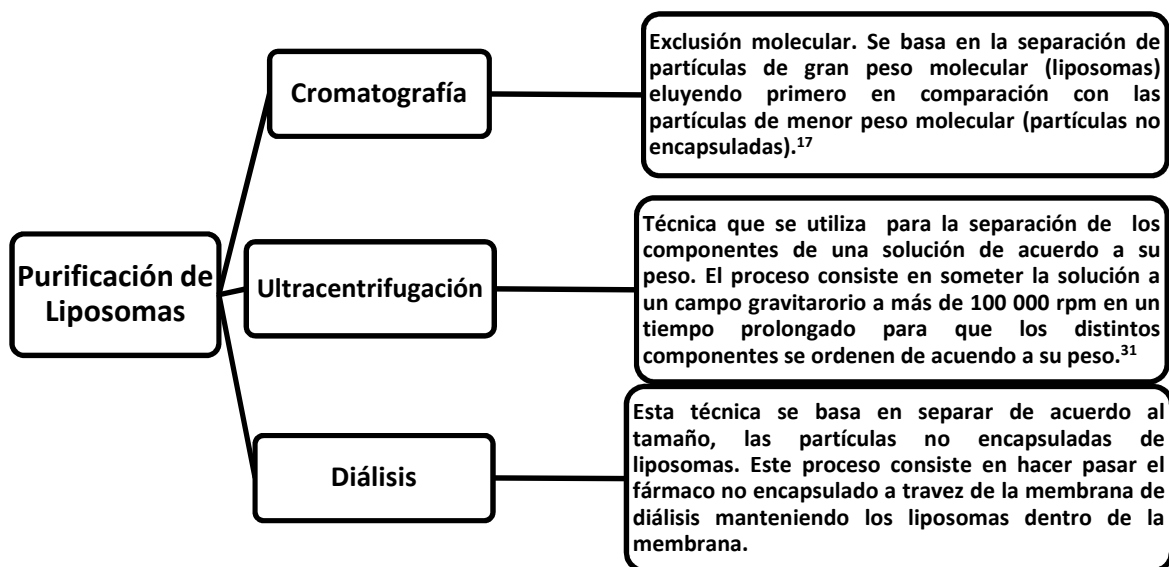 Purificación de
Liposomas
Cromatografía
Exclusión molecular. Se basa en la separación de
partículas de gran peso molecular (liposomas)
eluyendo primero en comparación con las
partículas de menor peso molecular (partículas no
encapsuladas).17
Ultracentrifugación
Técnica que se utiliza para la separación de los
componentes de una solución de acuerdo a su
peso. El proceso consiste en someter la solución a
un campo gravitarorio a más de 100 000 rpm en un
tiempo prolongado para que los distintos
componentes se ordenen de acuerdo a su peso.31
Diálisis
Esta técnica se basa en separar de acuerdo al
tamaño, las partículas no encapsuladas de
liposomas. Este proceso consiste en hacer pasar el
fármaco no encapsulado a travez de la membrana de
diálisis manteniendo los liposomas dentro de la
membrana.